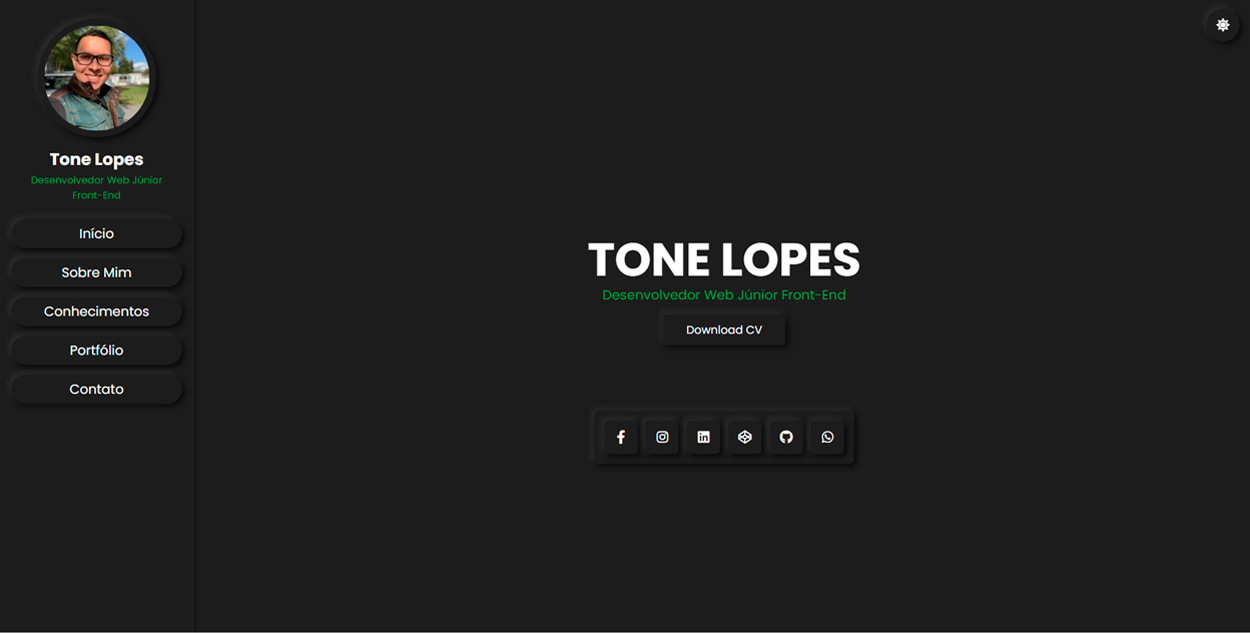 Tone Lopes
Desenvolvedor Web Júnior
Front-End
Início
Sobre Mim
Conhecimentos
Portfólio
Contato
TONE LOPES
Desenvolvedor Web Júnior Front-End
Download CV